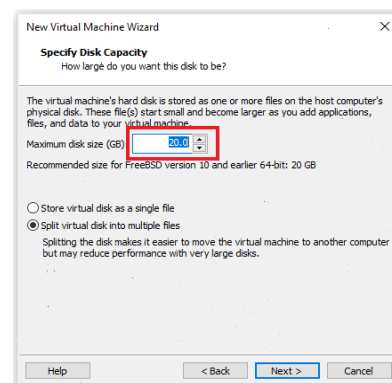 New Virtual Machine Wizard
Specify Disk Capacity
How large do you want this disk to be?
The virtual machine's hard disk is stored as one or more files on the host computer's
physical disk. These file(s) start small and become larger as you add applications,
files, and data to your virtual machine.
Maximum disk size (GB) 20.0
Recommended size for FreeBSD version 10 and earlier 64-bit: 20 GB
Store virtual disk as a single file
Split virtual disk into multiple files
Splitting the disk makes it easier to move the virtual machine to another computer
but may reduce performance with very large disks.
Help < Back Next > Cancel